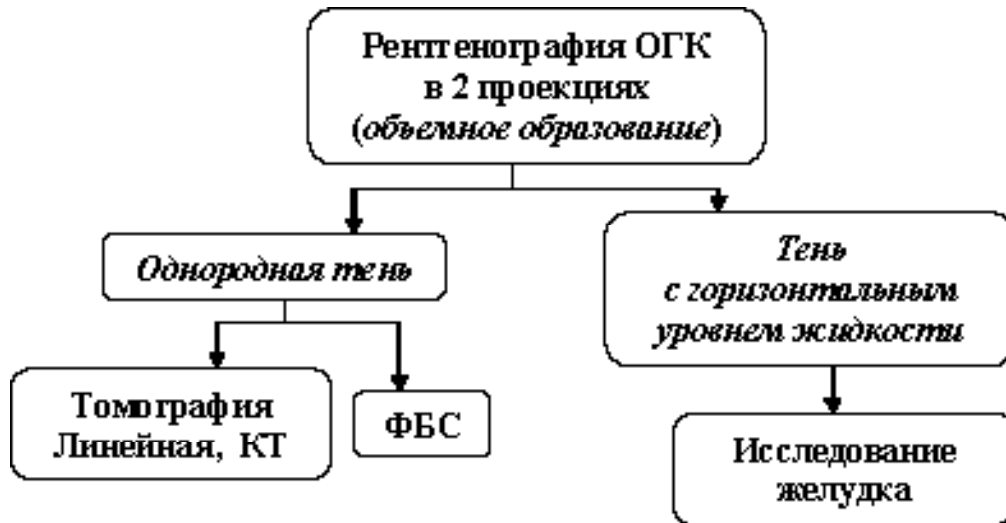 Рентгенография ОГК
в 2 проекциях
(объемное образование)
Однородная тень
Тень
с горизонтальным
уровнем жидкости
Томография
Линейная, КТ
ФБС
Исследование
желудка